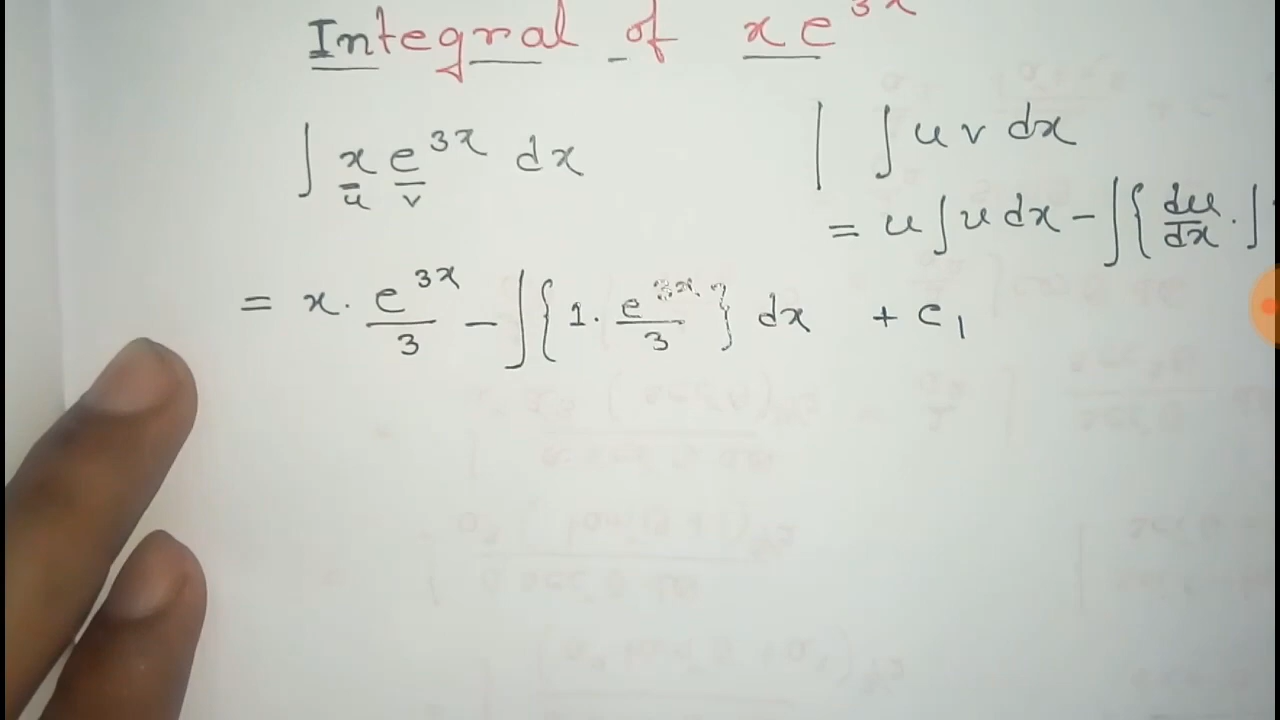 Integral of x e^{3x}
∫ x e^{3x} dx
u v
= x . e^{3x}/3 - ∫ { 1 . e^{3x}/3 } dx + c₁
| ∫ u v dx
= u ∫ u dx - ∫ { du/dx . ∫